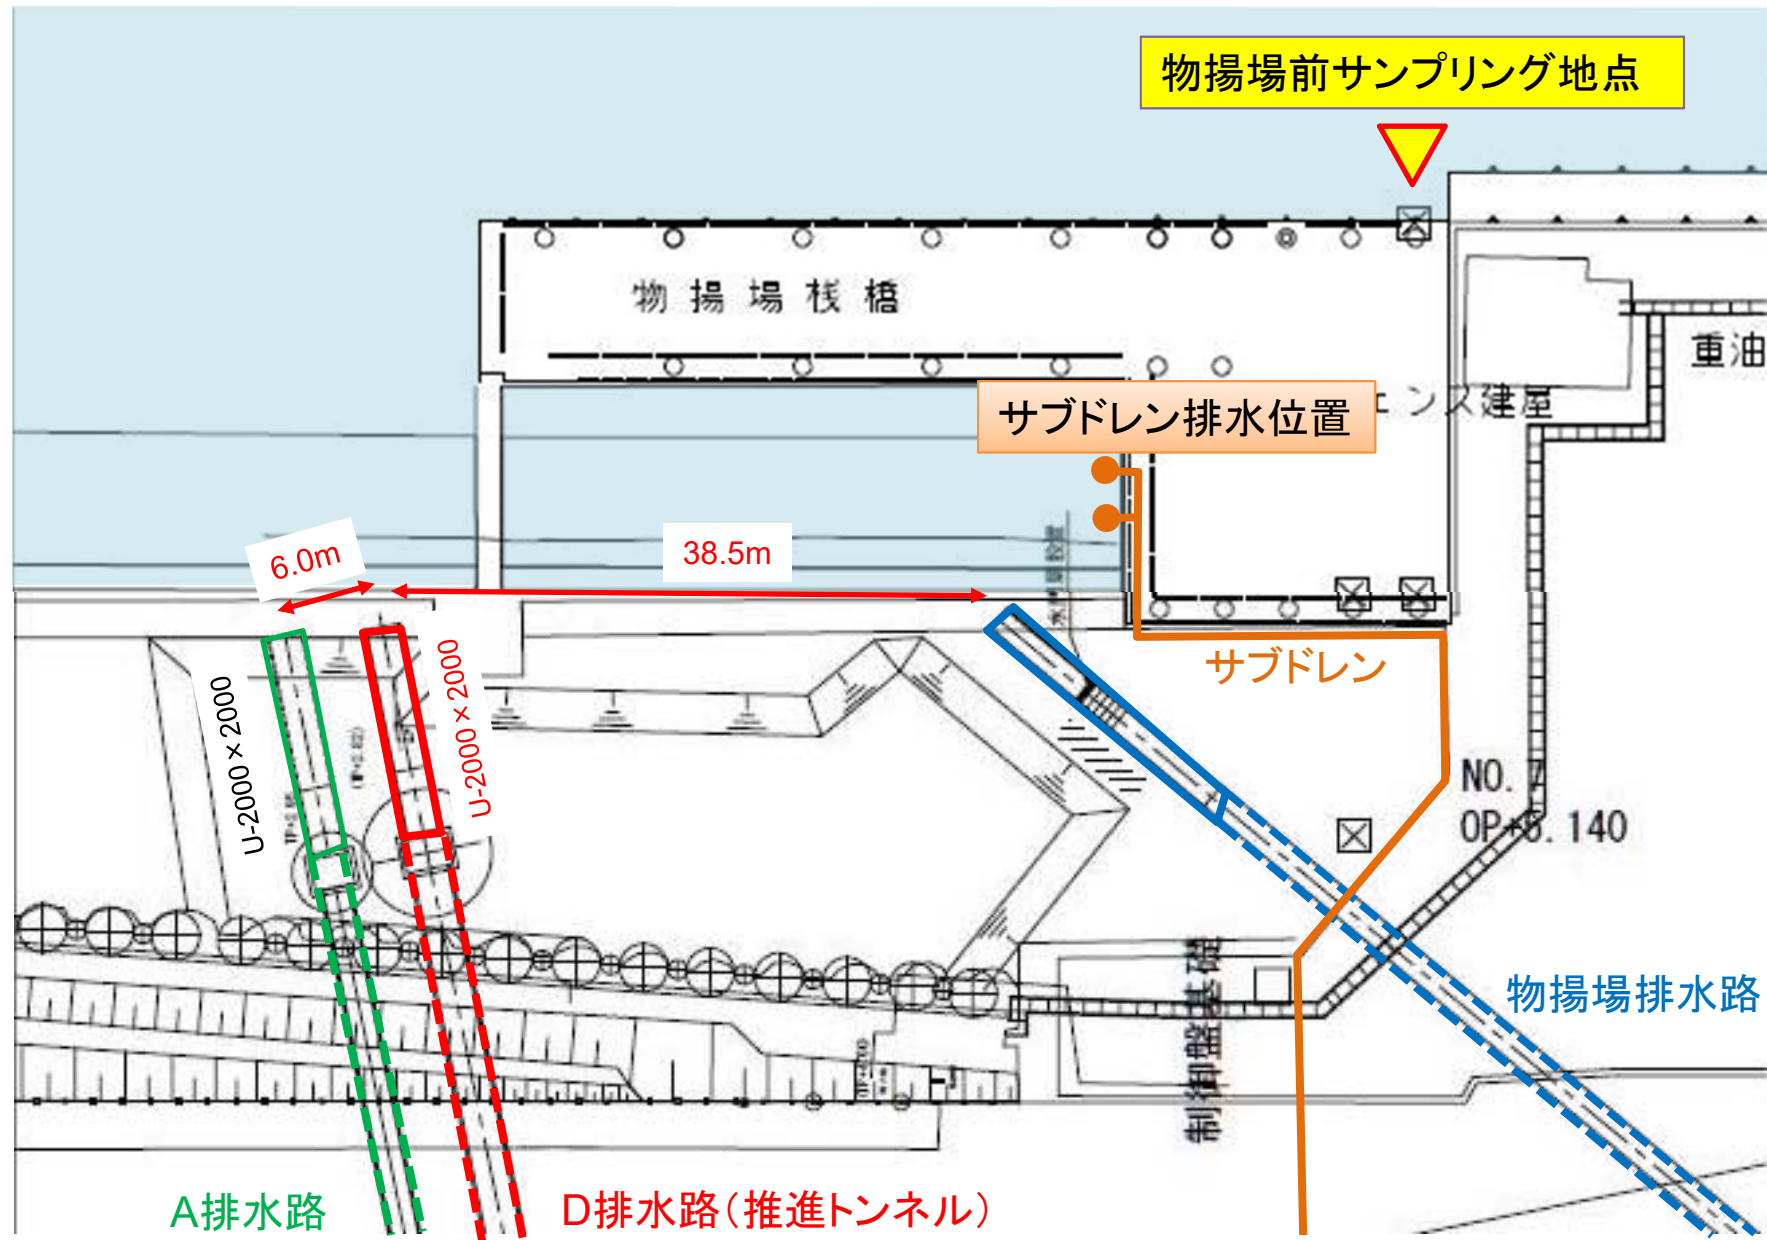 物揚場前サンプリング地点
物揚場桟橋
重油
ェンス建屋
サブドレン排水位置
6.0m
38.5m
サブドレン
U-2000×2000
U-2000×2000
NO. 7
OP+5.140
物揚場排水路
制御盤基礎
A排水路
D排水路（推進トンネル）